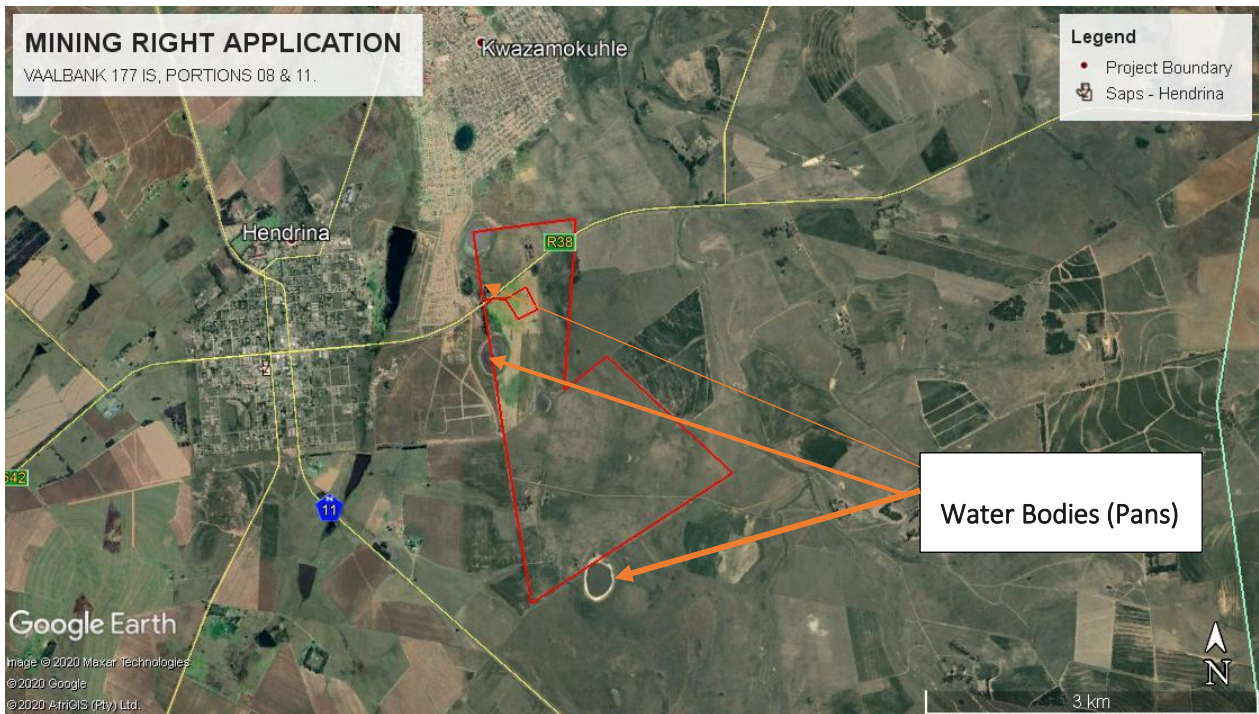 MINING RIGHT APPLICATION
VAALBANK 177 IS, PORTIONS 08 & 11.
Kwazamokuhle
Legend
Project Boundary
Saps - Hendrina
Hendrina
R38
542
11
Water Bodies (Pans)
Google Earth
Image © 2020 Maxar Technologies
© 2020 Google
© 2020 AfriGIS (Pty) Ltd.
N
3 km